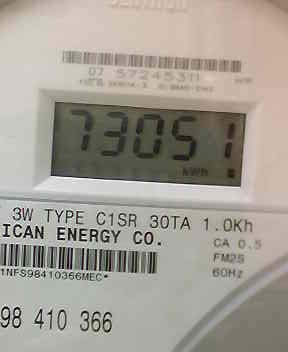 07 57245311
73051
kWh
3W TYPE C1SR 30TA 1.0Kh
ICAN ENERGY CO.
CA 0.5
FM2S
60Hz
1NFS98410366MEC*
98 410 366